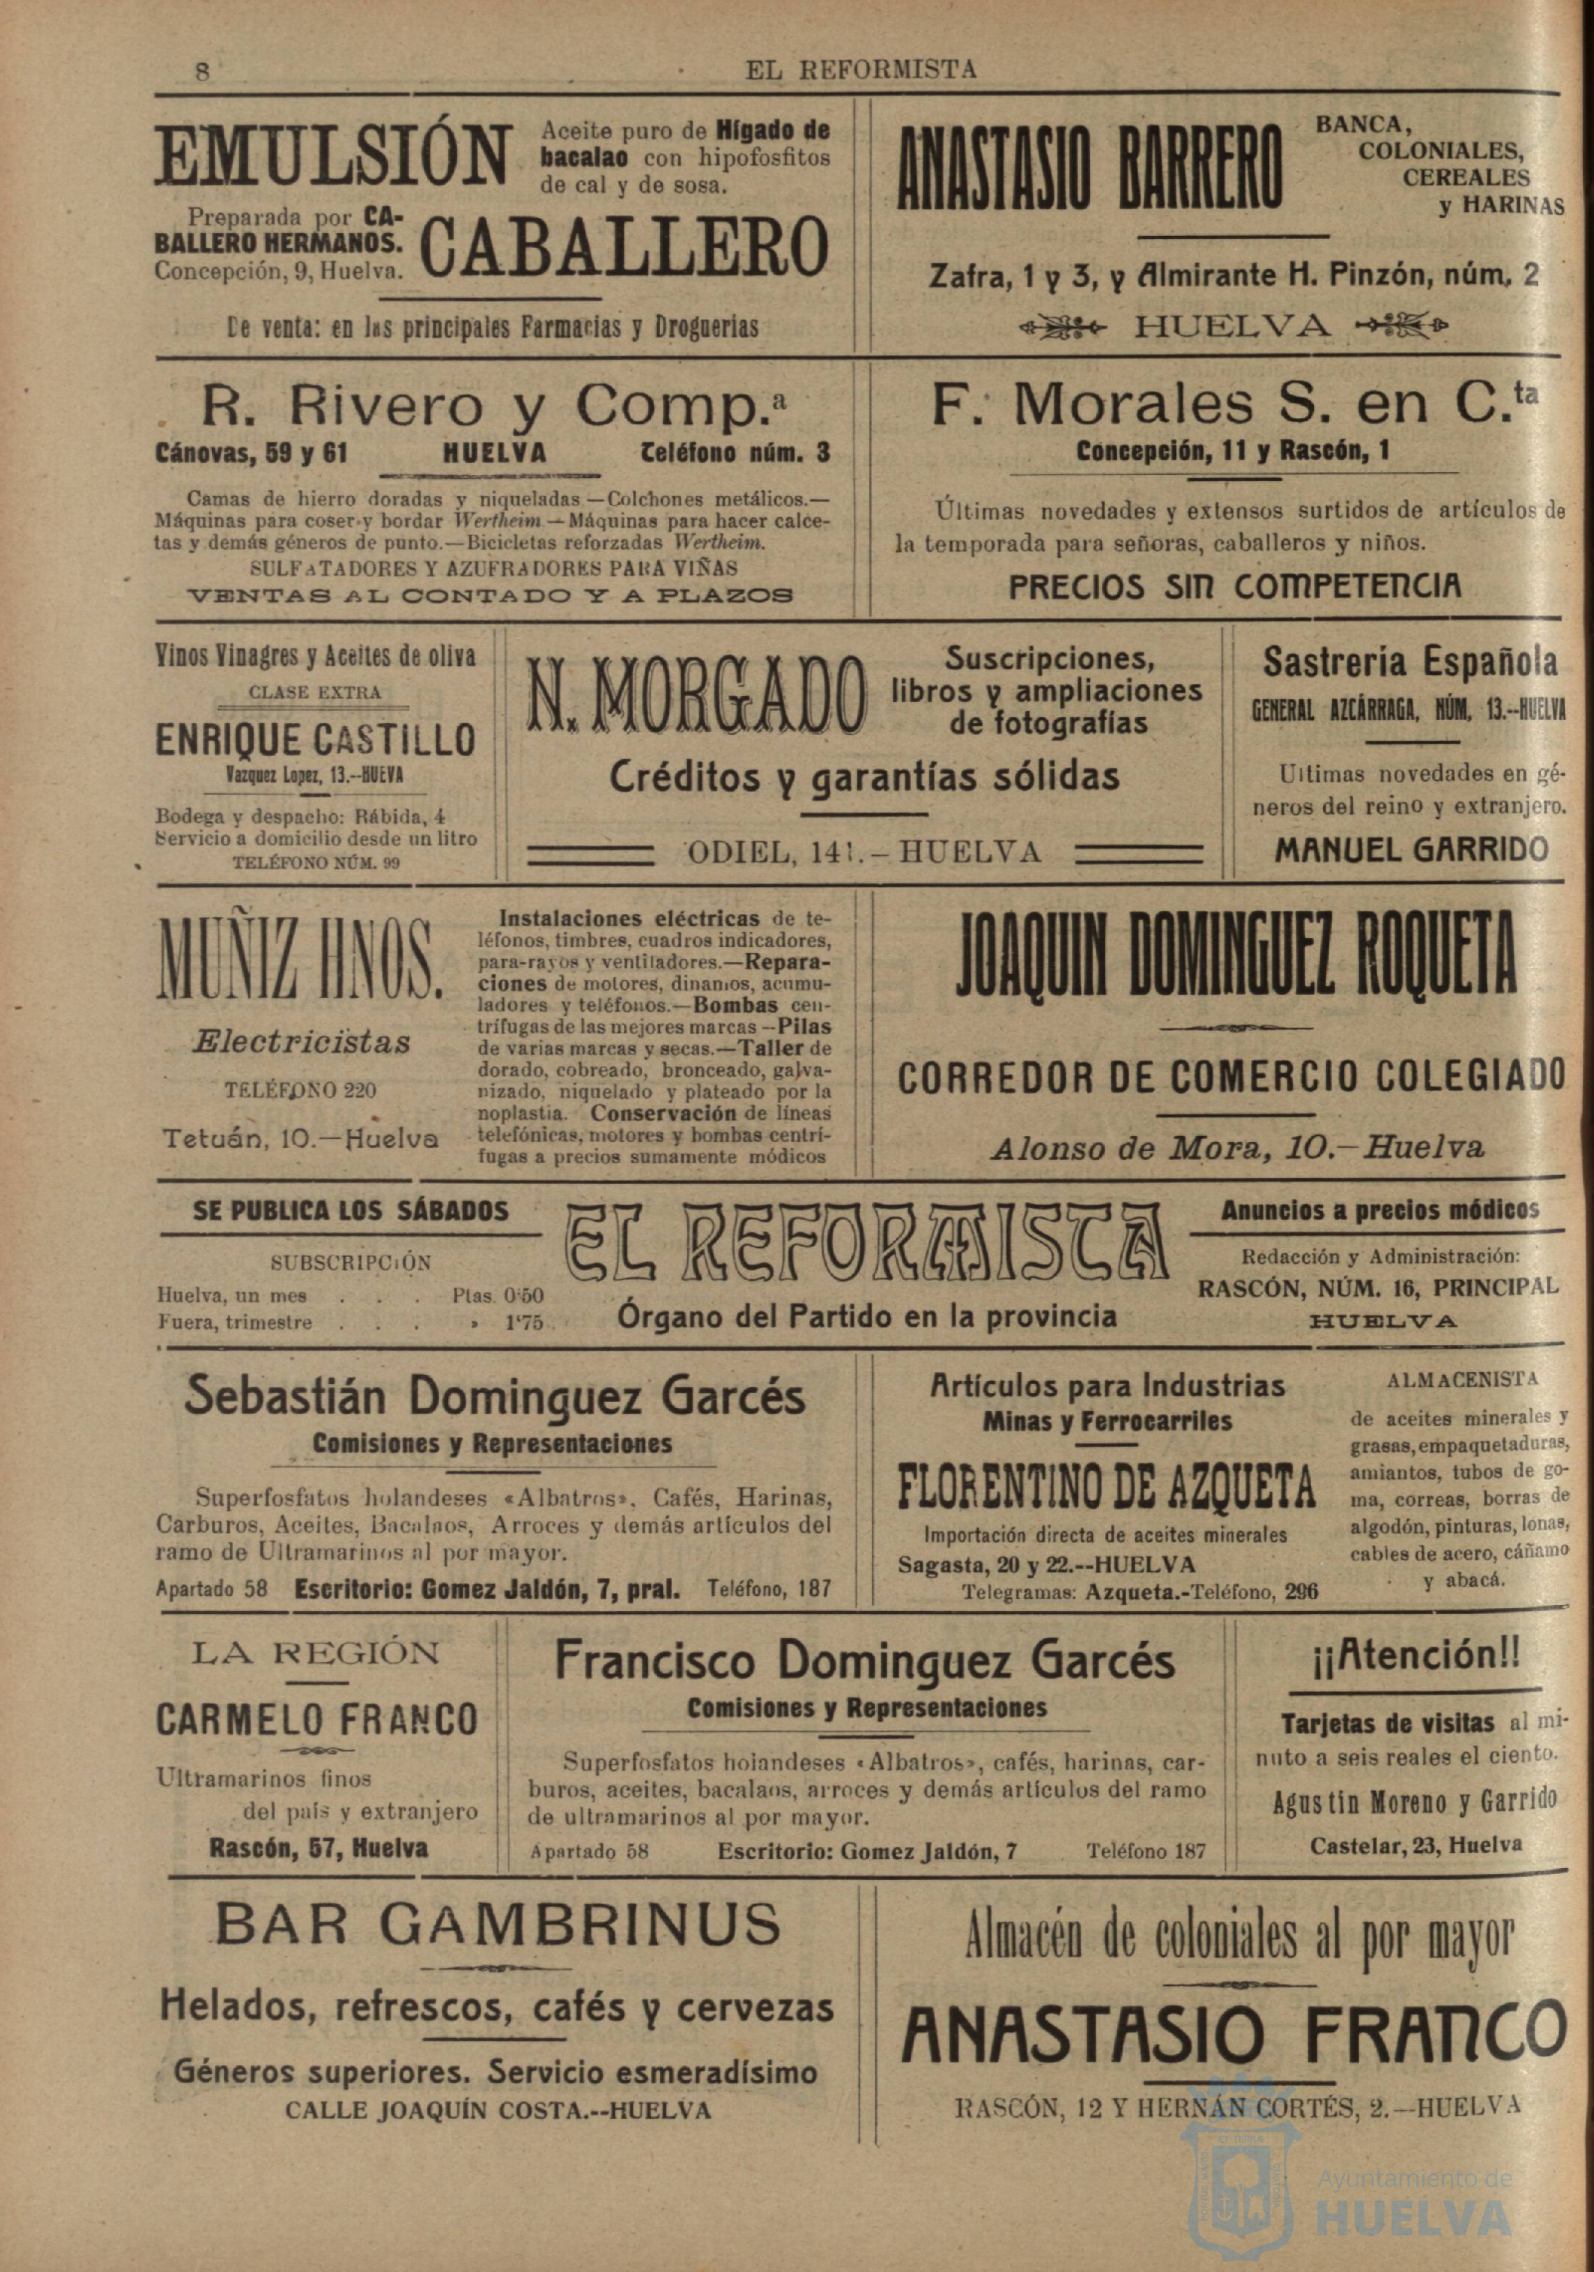 8
EL REFORMISTA
EMULSIÓN
Aceite puro de Hígado de
bacalao con hipofosfitos
de cal y de sosa.
Preparada por CA-
BALLERO HERMANOS.
Concepción, 9, Huelva.
CABALLERO
De venta: en las principales Farmacias y Droguerias
ANASTASIO BARRERO
BANCA,
COLONIALES,
CEREALES
y HARINAS
Zafra, 1 y 3, y Almirante H. Pinzón, núm, 2
HUELVA
R. Rivero y Comp.ª
Cánovas, 59 y 61 HUELVA Teléfono núm. 3
Camas de hierro doradas y niqueladas—Colchones metálicos.—
Máquinas para coser y bordar Wertheim—Máquinas para hacer calce-
tas y demás géneros de punto.—Bicicletas reforzadas Wertheim.
SULFATADORES Y AZUFRADORES PARA VIÑAS
VENTAS AL CONTADO Y A PLAZOS
F. Morales S. en C.ta
Concepción, 11 y Rascón, 1
Últimas novedades y extensos surtidos de artículos de
la temporada para señoras, caballeros y niños.
PRECIOS SIN COMPETENCIA
Vinos Vinagres y Aceites de oliva
CLASE EXTRA
ENRIQUE CASTILLO
Vazquez Lopez, 13.--HUEVA
Bodega y despacho: Rábida, 4
Servicio a domicilio desde un litro
TELÉFONO NÚM. 99
N. MORGADO
Suscripciones,
libros y ampliaciones
de fotografías
Créditos y garantías sólidas
ODIEL, 141.—HUELVA
Sastrería Española
GENERAL AZCÁRRAGA, NÚM, 13.--HUELVA
Ultimas novedades en gé-
neros del reino y extranjero.
MANUEL GARRIDO
MUÑIZ HNOS.
Electricistas
TELÉFONO 220
Tetuán, 10.—Huelva
Instalaciones eléctricas de te-
léfonos, timbres, cuadros indicadores,
para-rayos y ventiladores.—Repara-
ciones de motores, dinamos, acumu-
ladores y teléfonos.—Bombas cen-
trífugas de las mejores marcas—Pilas
de varias marcas y secas.—Taller de
dorado, cobreado, bronceado, galva-
nizado, niquelado y plateado por la
noplastia. Conservación de líneas
telefónicas, motores y bombas centrí-
fugas a precios sumamente módicos
JOAQUIN DOMINGUEZ ROQUETA
CORREDOR DE COMERCIO COLEGIADO
Alonso de Mora, 10.—Huelva
SE PUBLICA LOS SÁBADOS
SUBSCRIPCIÓN
Huelva, un mes . . . Ptas. 0'50
Fuera, trimestre . . . » 1'75
EL REFORMISTA
Órgano del Partido en la provincia
Anuncios a precios módicos
Redacción y Administración:
RASCÓN, NÚM. 16, PRINCIPAL
HUELVA
Sebastián Dominguez Garcés
Comisiones y Representaciones
Superfosfatos holandeses «Albatros», Cafés, Harinas,
Carburos, Aceites, Bacalaos, Arroces y demás artículos del
ramo de Ultramarinos al por mayor.
Apartado 58 Escritorio: Gomez Jaldón, 7, pral. Teléfono, 187
Artículos para Industrias
Minas y Ferrocarriles
FLORENTINO DE AZQUETA
Importación directa de aceites minerales
Sagasta, 20 y 22.--HUELVA
Telegramas: Azqueta.-Teléfono, 296
ALMACENISTA
de aceites minerales y
grasas, empaquetaduras,
amiantos, tubos de go-
ma, correas, borras de
algodón, pinturas, lonas,
cables de acero, cáñamo
y abacá.
LA REGIÓN
CARMELO FRANCO
Ultramarinos finos
del país y extranjero
Rascón, 57, Huelva
Francisco Dominguez Garcés
Comisiones y Representaciones
Superfosfatos holandeses «Albatros», cafés, harinas, car-
buros, aceites, bacalaos, arroces y demás artículos del ramo
de ultramarinos al por mayor.
Apartado 58 Escritorio: Gomez Jaldón, 7 Teléfono 187
¡¡Atención!!
Tarjetas de visitas al mi-
nuto a seis reales el ciento.
Agustin Moreno y Garrido
Castelar, 23, Huelva
BAR GAMBRINUS
Helados, refrescos, cafés y cervezas
Géneros superiores. Servicio esmeradísimo
CALLE JOAQUÍN COSTA.--HUELVA
Almacén de coloniales al por mayor
ANASTASIO FRANCO
RASCÓN, 12 Y HERNÁN CORTÉS, 2.—HUELVA
Ayuntamiento de
HUELVA